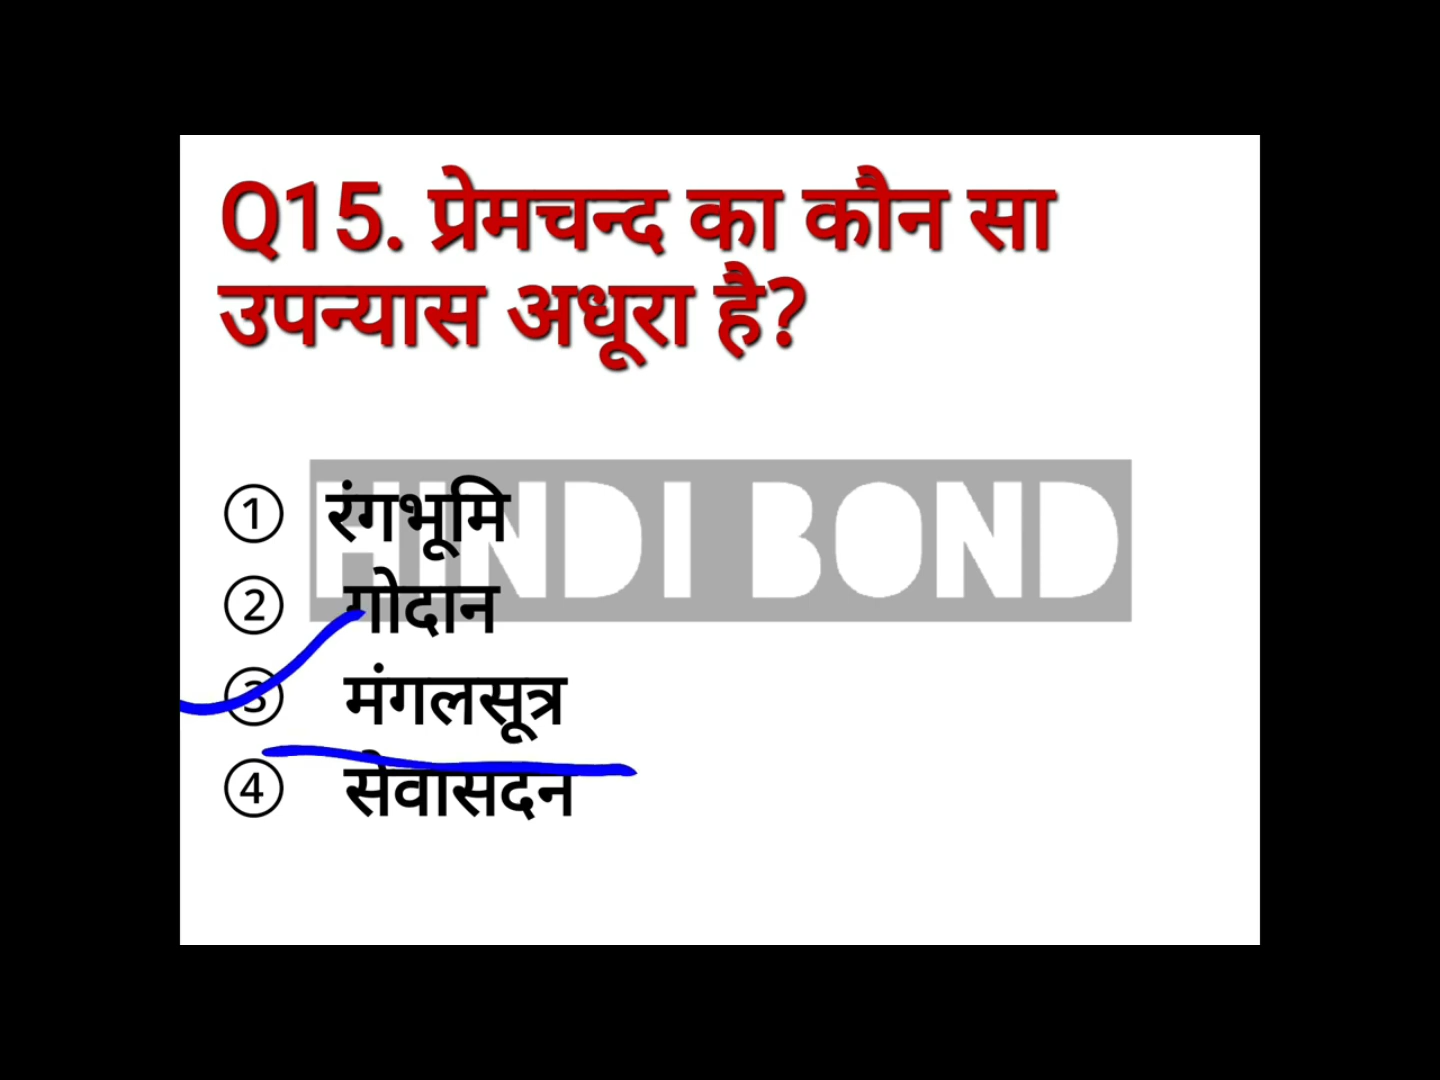 Q15. प्रेमचन्द का कौन सा
उपन्यास अधूरा है?
HINDI BOND
① रंगभूमि
② गोदान
③ मंगलसूत्र
④ सेवासदन